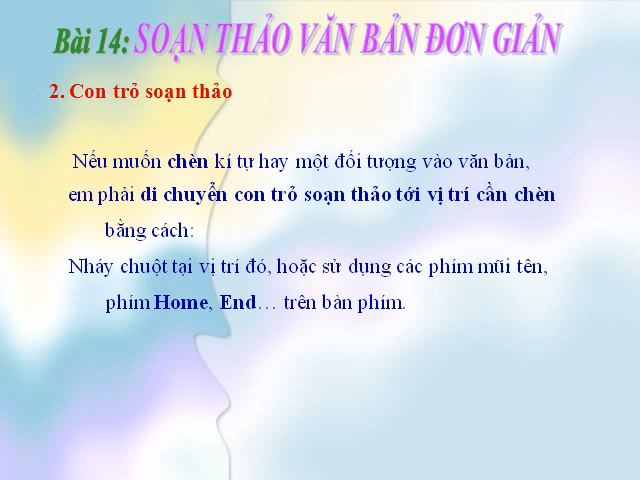 Bài 14: SOẠN THẢO VĂN BẢN ĐƠN GIẢN
2. Con trỏ soạn thảo
Nếu muốn chèn kí tự hay một đối tượng vào văn bản,
em phải di chuyển con trỏ soạn thảo tới vị trí cần chèn
bằng cách:
Nháy chuột tại vị trí đó, hoặc sử dụng các phím mũi tên,
phím Home, End… trên bàn phím.